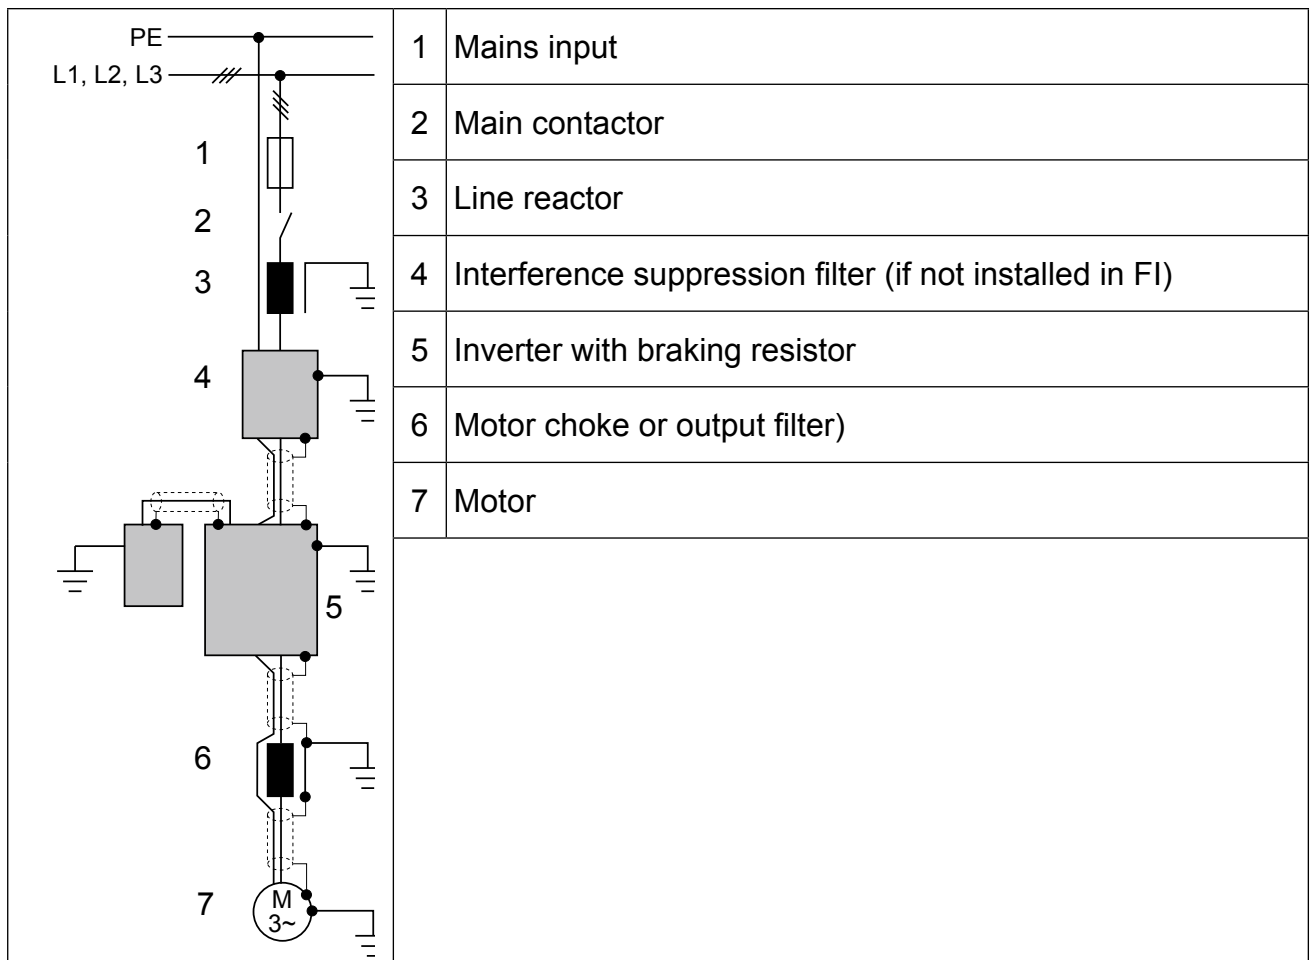 PE
L1, L2, L3
1
2
3
4
5
6
7
M
3~
1 Mains input
2 Main contactor
3 Line reactor
4 Interference suppression filter (if not installed in FI)
5 Inverter with braking resistor
6 Motor choke or output filter)
7 Motor